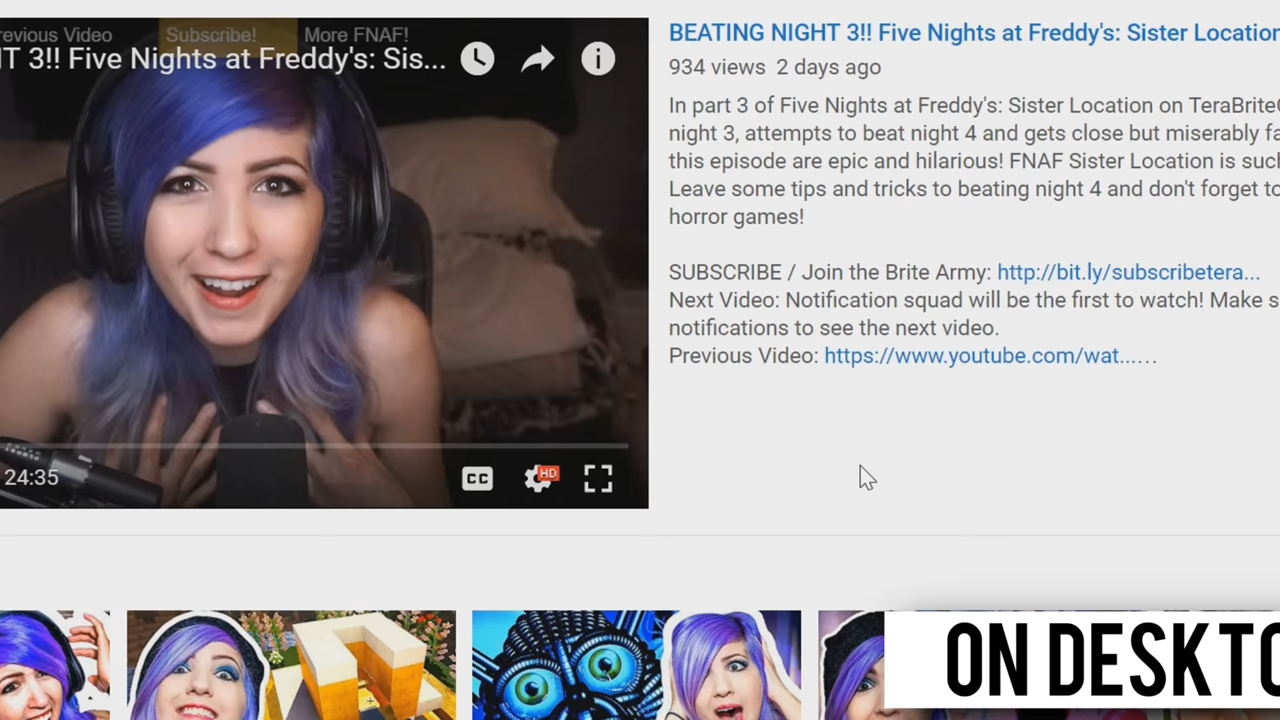 revious Video Subscribe! More FNAF!
T 3!! Five Nights at Freddy's: Sis...
24:35
CC
HD
BEATING NIGHT 3!! Five Nights at Freddy's: Sister Location
934 views 2 days ago
In part 3 of Five Nights at Freddy's: Sister Location on TeraBrite
night 3, attempts to beat night 4 and gets close but miserably fa
this episode are epic and hilarious! FNAF Sister Location is suc
Leave some tips and tricks to beating night 4 and don't forget to
horror games!
SUBSCRIBE / Join the Brite Army: http://bit.ly/subscribetera...
Next Video: Notification squad will be the first to watch! Make s
notifications to see the next video.
Previous Video: https://www.youtube.com/wat...…
ON DESKTO